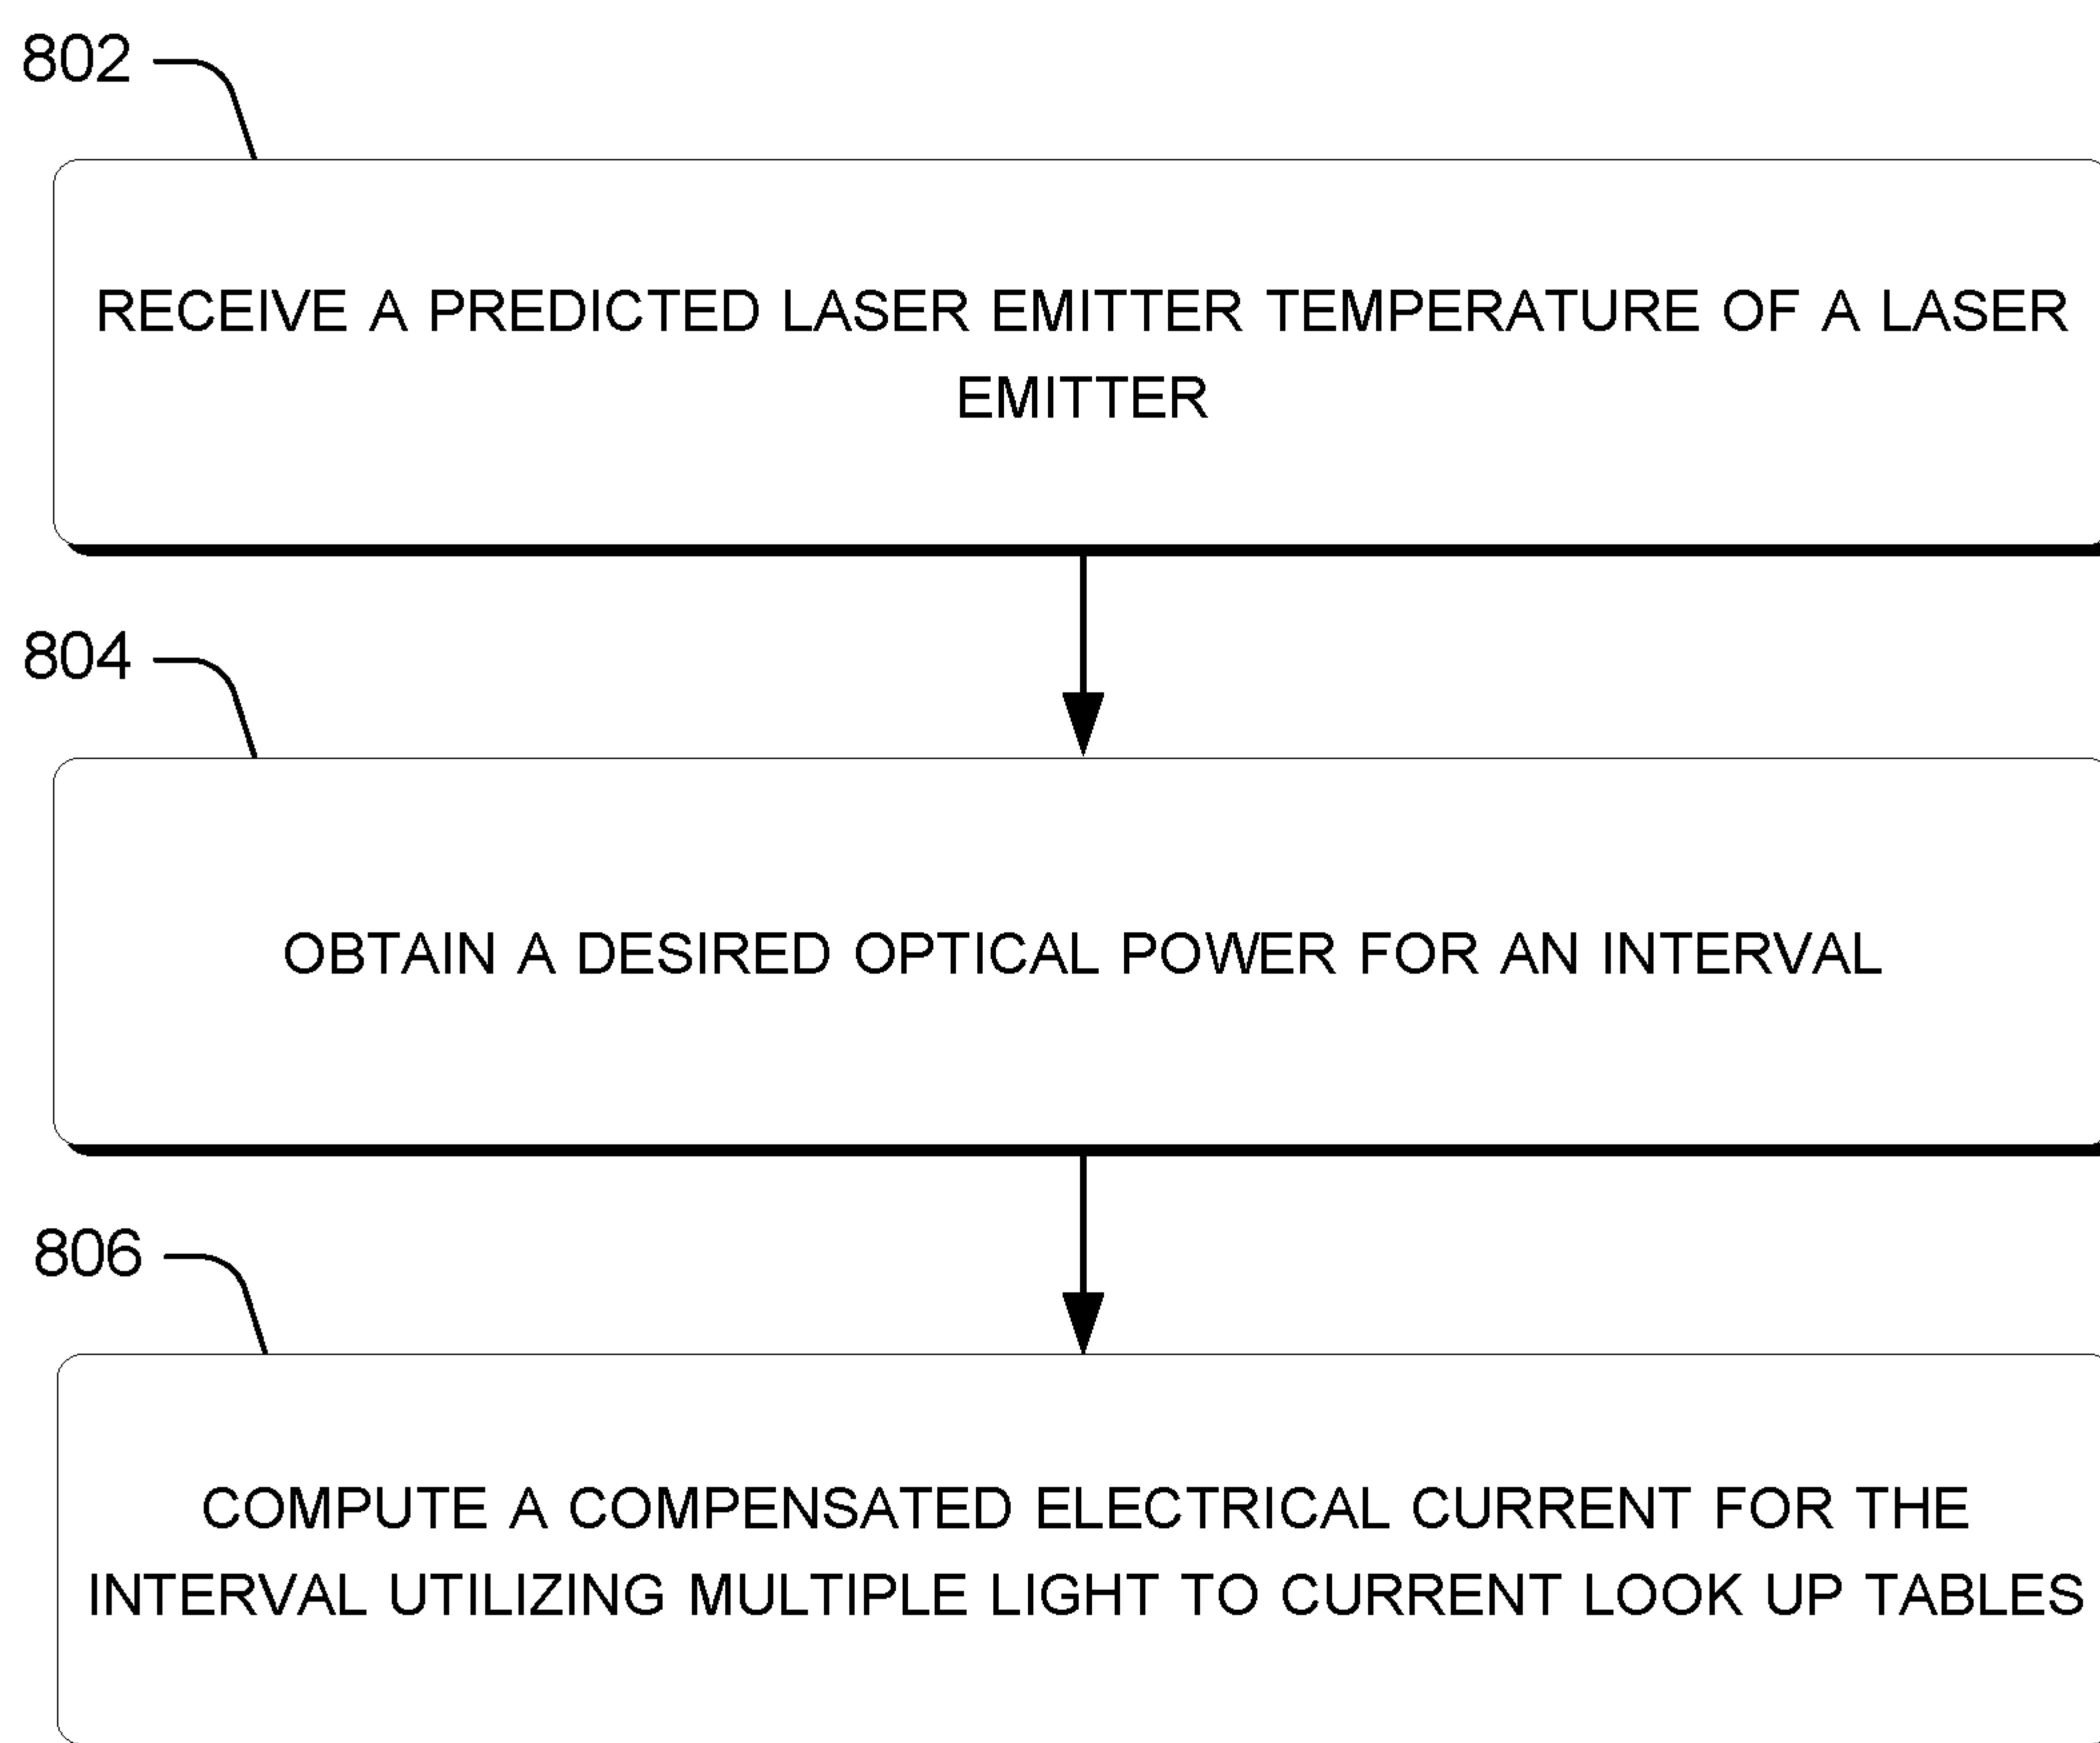 802
RECEIVE A PREDICTED LASER EMITTER TEMPERATURE OF A LASER
EMITTER
804
OBTAIN A DESIRED OPTICAL POWER FOR AN INTERVAL
806
COMPUTE A COMPENSATED ELECTRICAL CURRENT FOR THE
INTERVAL UTILIZING MULTIPLE LIGHT TO CURRENT LOOK UP TABLES